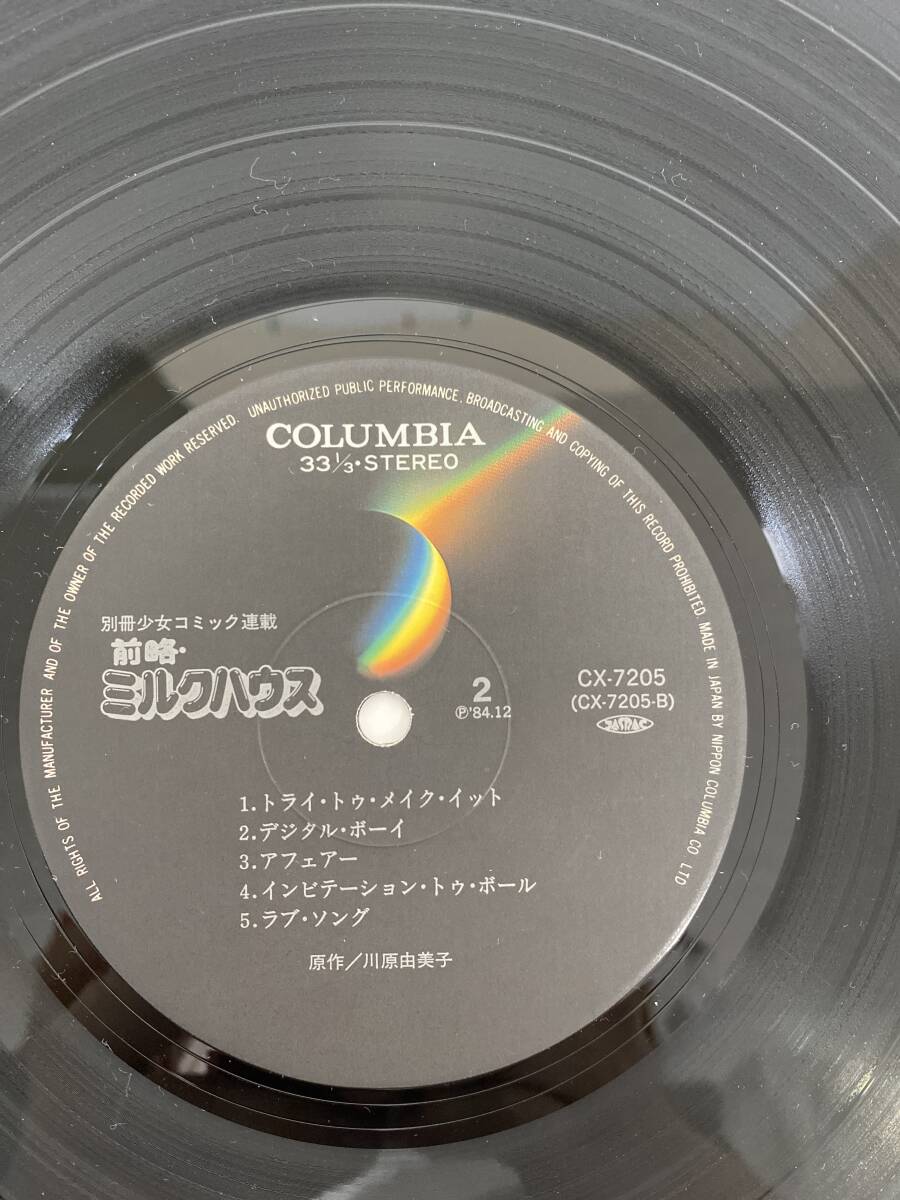 ALL RIGHTS OF THE MANUFACTURER AND OF THE OWNER OF THE RECORDED WORK RESERVED. UNAUTHORIZED PUBLIC PERFORMANCE, BROADCASTING AND COPYING OF THIS RECORD PROHIBITED. MADE IN JAPAN BY NIPPON COLUMBIA CO. LTD
COLUMBIA
33 1/3・STEREO
別冊少女コミック連載
前略・
ミルクハウス
2
Ⓟ'84.12
CX-7205
(CX-7205-B)
JASRAC
1.トライ・トゥ・メイク・イット
2.デジタル・ボーイ
3.アフェアー
4.インビテーション・トゥ・ボール
5.ラブ・ソング
原作/川原由美子